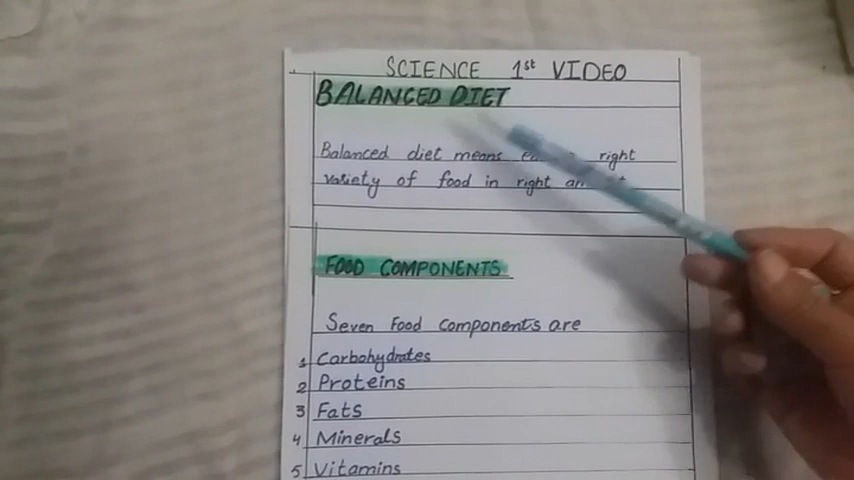 SCIENCE 1st VIDEO
BALANCED DIET
Balanced diet means right
variety of food in right
FOOD COMPONENTS
Seven Food Components are
1 Carbohydrates
2 Proteins
3 Fats
4 Minerals
5 Vitamins